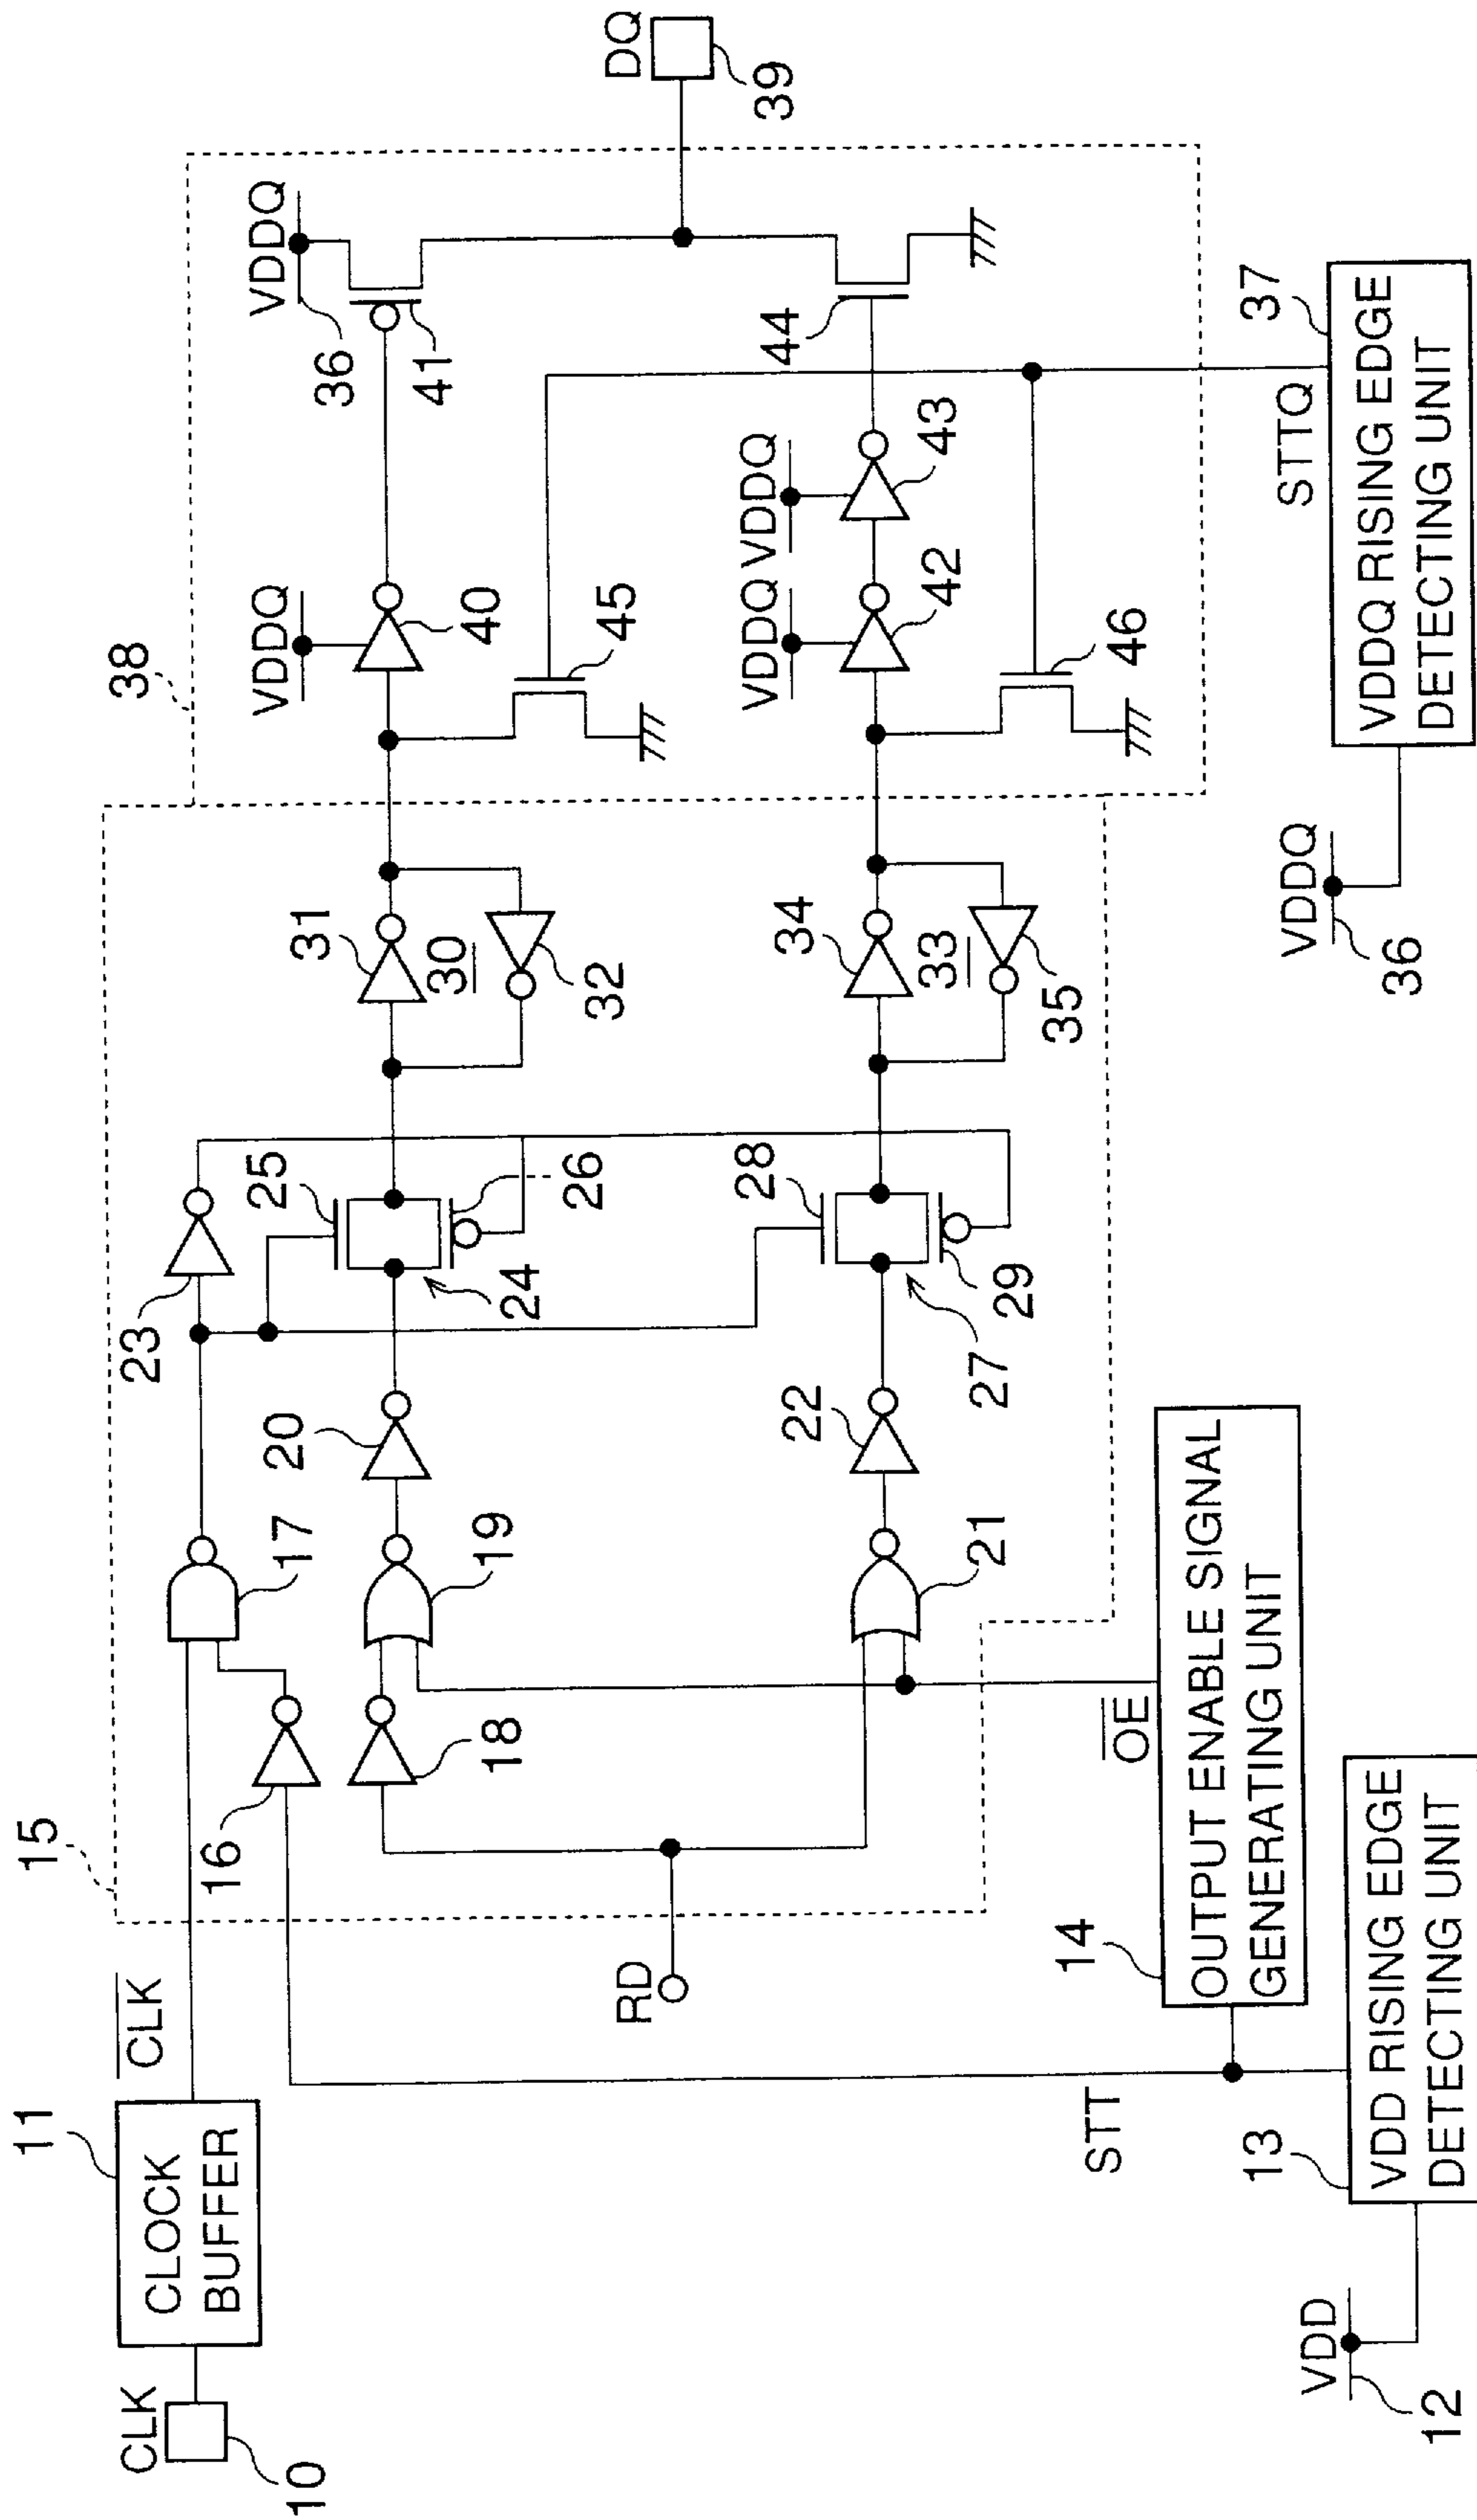 CLK
10
CLOCK
BUFFER
11
C̅L̅K̅
15
16
17
23
18
19
20
25
24
26
31
30
32
RD
21
22
28
27
29
34
33
35
38
VDDQ
40
45
VDDQ
36
41
VDDQ
42
VDDQ
43
44
46
DQ
39
STT
O̅E̅
14
OUTPUT ENABLE SIGNAL
GENERATING UNIT
VDD
12
13
VDD RISING EDGE
DETECTING UNIT
VDDQ
36
STTQ
37
VDDQ RISING EDGE
DETECTING UNIT